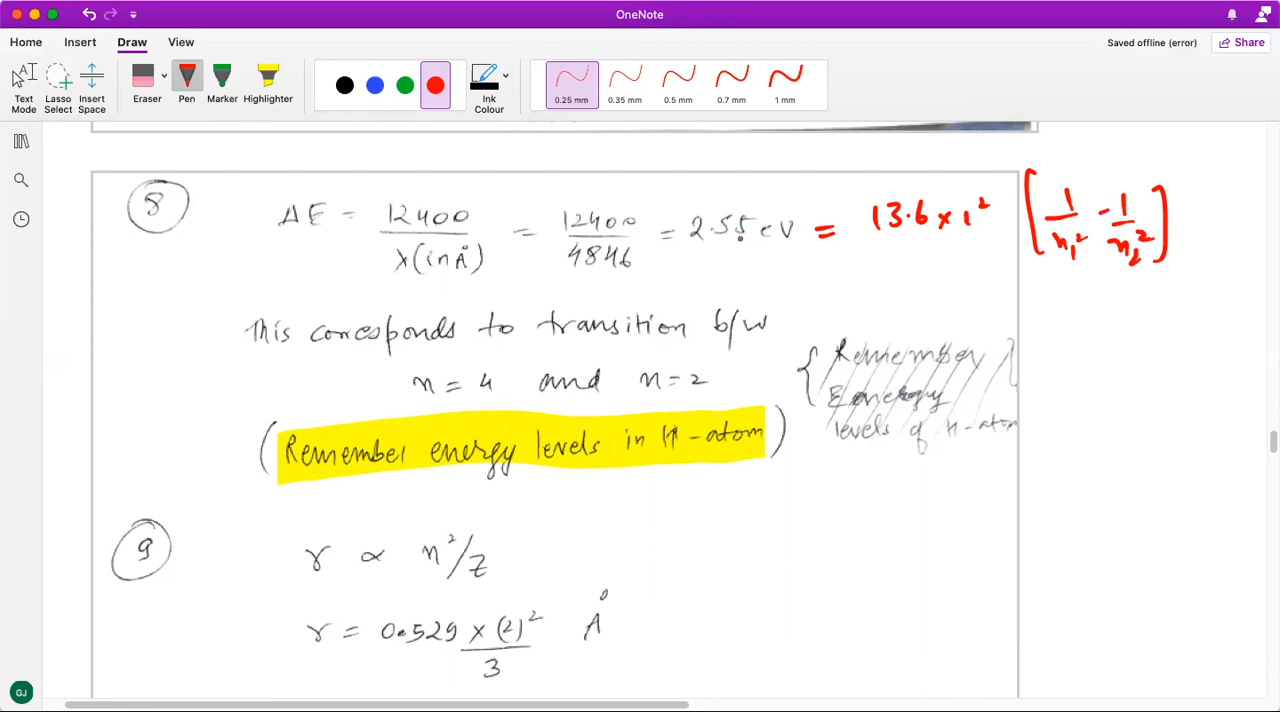 OneNote
Home Insert Draw View
Saved offline (error) Share
Text Mode
Lasso Select
Insert Space
Eraser
Pen
Marker
Highlighter
Ink Colour
0.25 mm 0.35 mm 0.5 mm 0.7 mm 1 mm
8
ΔE = 12400/λ(in Å) = 12400/4846 = 2.55 eV = 13.6 × 1² [1/n₁² - 1/n₂²]
This corresponds to transition b/w
n = 4 and n = 2
{ Remember Energy levels of H-atom }
(Remember energy levels in H-atom)
9
r ∝ n²/Z
r = 0.529 × (2)²/3 Å
GJ